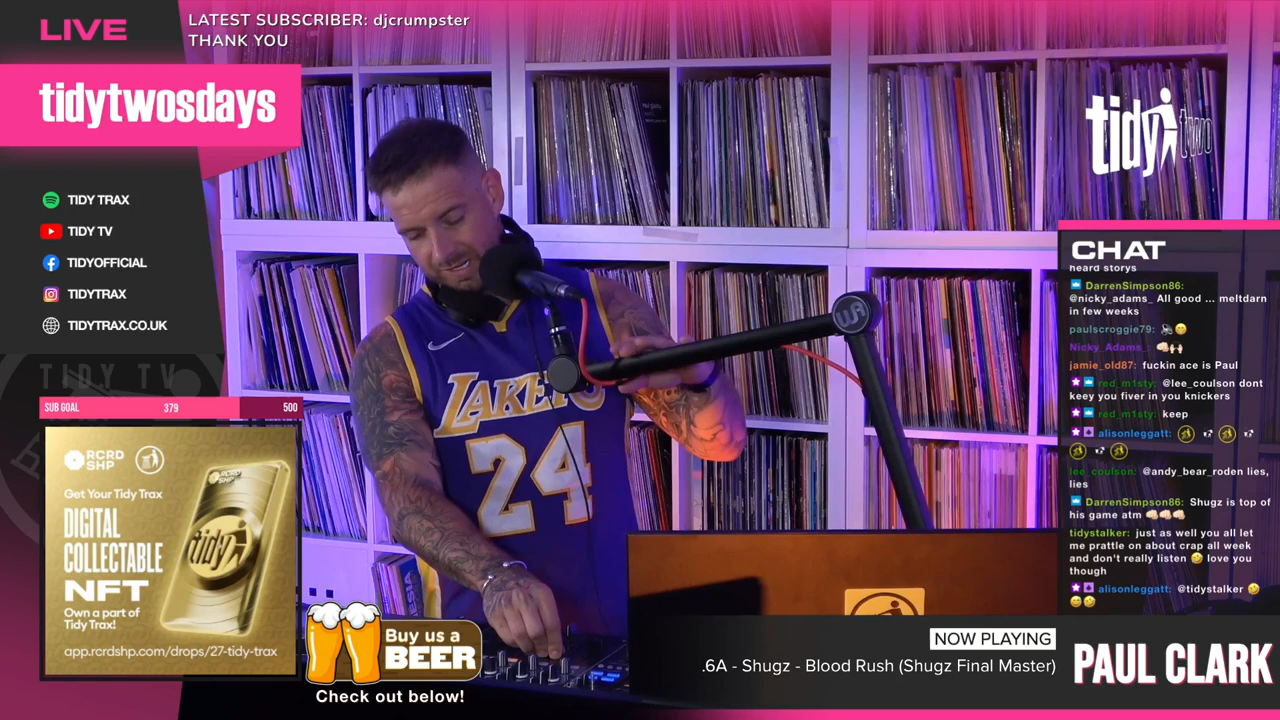 LIVE
LATEST SUBSCRIBER: djcrumpster
THANK YOU
tidytwosdays
TIDY TRAX
TIDY TV
TIDYOFFICIAL
TIDYTRAX
TIDYTRAX.CO.UK
TIDY TV
SUB GOAL 379 500
RCRD
SHP
RCRD
SHP
Get Your Tidy Trax
DIGITAL
COLLECTABLE
NFT
Own a part of
Tidy Trax!
app.rcrdshp.com/drops/27-tidy-trax
tidy
Buy us a
BEER
Check out below!
LAKERS
24
tidy two
CHAT
heard storys
DarrenSimpson86:
@nicky_adams_ All good ... meltdarn
in few weeks
paulscroggie79: 🎉😁
Nicky_Adams_: 👊🏻🙌🏻
jamie_old87: fuckin ace is Paul
red_m1sty: @lee_coulson dont
keey you fiver in you knickers
red_m1sty: keep
alisonleggatt:
lee_coulson: @andy_bear_roden lies,
lies
DarrenSimpson86: Shugz is top of
his game atm 👊🏻👊🏻👊🏻
tidystalker: just as well you all let
me prattle on about crap all week
and don't really listen 🤣 love you
though
alisonleggatt: @tidystalker 🤣
😄🤣
NOW PLAYING
.6A - Shugz - Blood Rush (Shugz Final Master)
PAUL CLARK